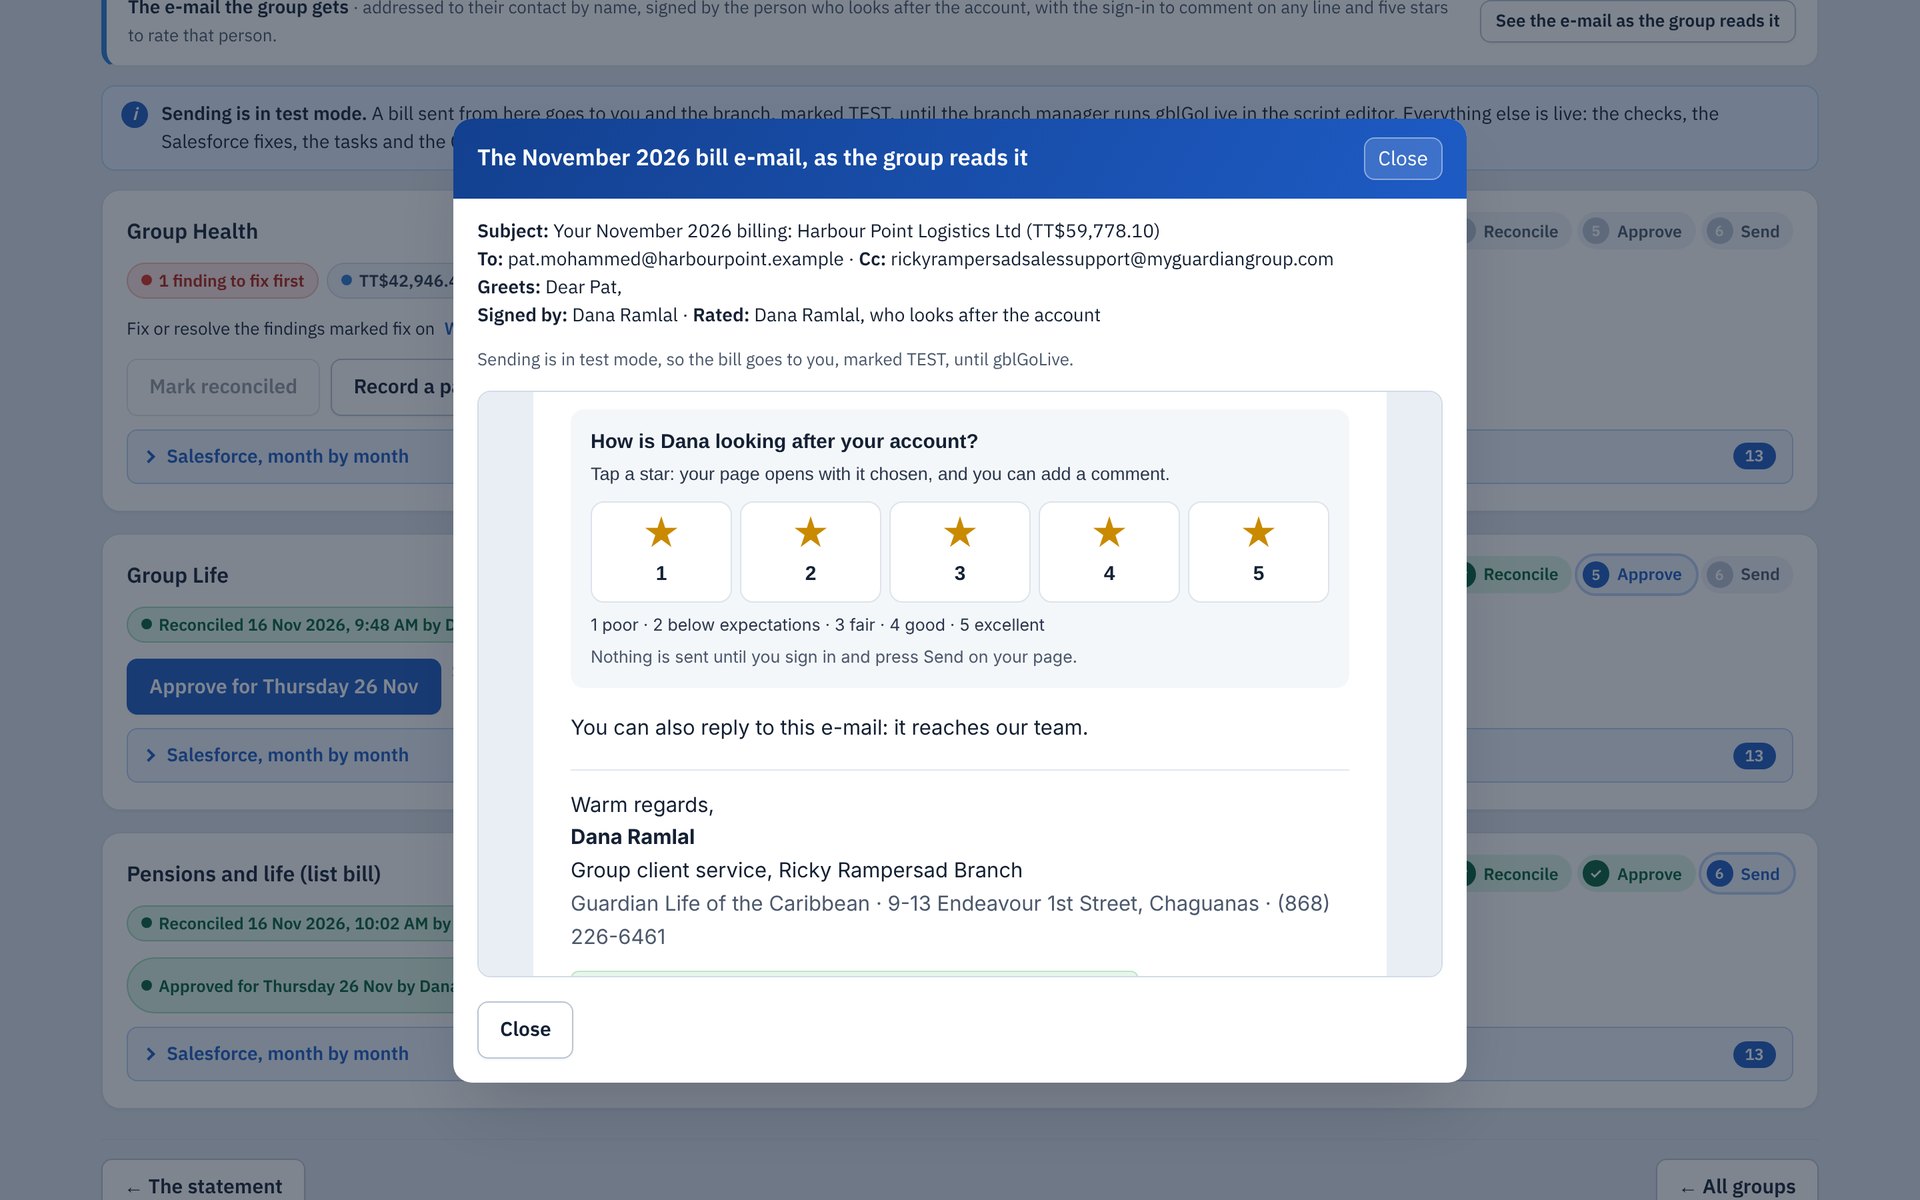 The e-mail the group gets · addressed to their contact by name, signed by the person who looks after the account, with the sign-in to comment on any line and five stars
to rate that person.
See the e-mail as the group reads it
i
Sending is in test mode. A bill sent from here goes to you and the branch, marked TEST, until the branch manager runs gblGoLive in the script editor. Everything else is live: the checks, the
Salesforce fixes, the tasks and the
The November 2026 bill e-mail, as the group reads it
Close
Subject: Your November 2026 billing: Harbour Point Logistics Ltd (TT$59,778.10)
To: pat.mohammed@harbourpoint.example · Cc: rickyrampersadsalessupport@myguardiangroup.com
Greets: Dear Pat,
Signed by: Dana Ramlal · Rated: Dana Ramlal, who looks after the account
Sending is in test mode, so the bill goes to you, marked TEST, until gblGoLive.
How is Dana looking after your account?
Tap a star: your page opens with it chosen, and you can add a comment.
★ ★ ★ ★ ★
1 2 3 4 5
1 poor · 2 below expectations · 3 fair · 4 good · 5 excellent
Nothing is sent until you sign in and press Send on your page.
You can also reply to this e-mail: it reaches our team.
Warm regards,
Dana Ramlal
Group client service, Ricky Rampersad Branch
Guardian Life of the Caribbean · 9-13 Endeavour 1st Street, Chaguanas · (868)
226-6461
Close
Group Health
Reconcile 5 Approve 6 Send
1 finding to fix first TT$42,946.
Fix or resolve the findings marked fix on
Mark reconciled Record a
Salesforce, month by month 13
Group Life
Reconcile 5 Approve 6 Send
Reconciled 16 Nov 2026, 9:48 AM by
Approve for Thursday 26 Nov
Salesforce, month by month 13
Pensions and life (list bill)
Reconcile ✓ Approve 6 Send
Reconciled 16 Nov 2026, 10:02 AM by
Approved for Thursday 26 Nov by Dana
Salesforce, month by month 13
← The statement
← All groups